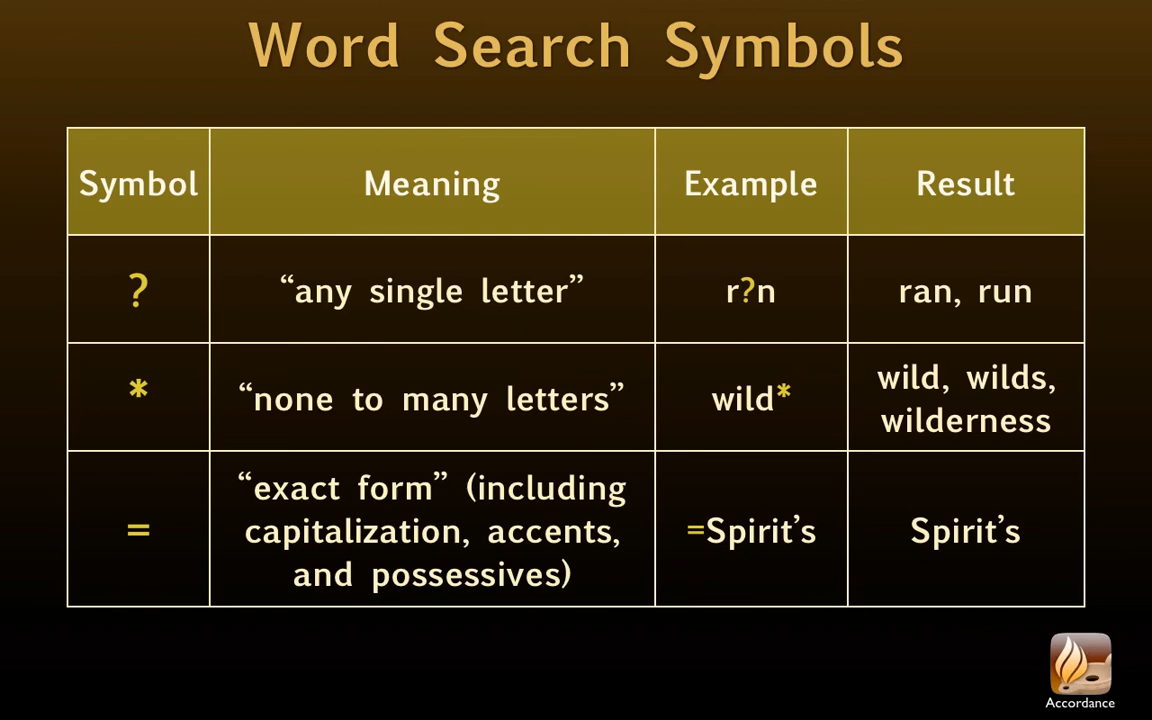 Word Search Symbols
Symbol Meaning Example Result
? “any single letter” r?n ran, run
* “none to many letters” wild* wild, wilds,
wilderness
“exact form” (including
= capitalization, accents, =Spirit’s Spirit’s
and possessives)
Accordance